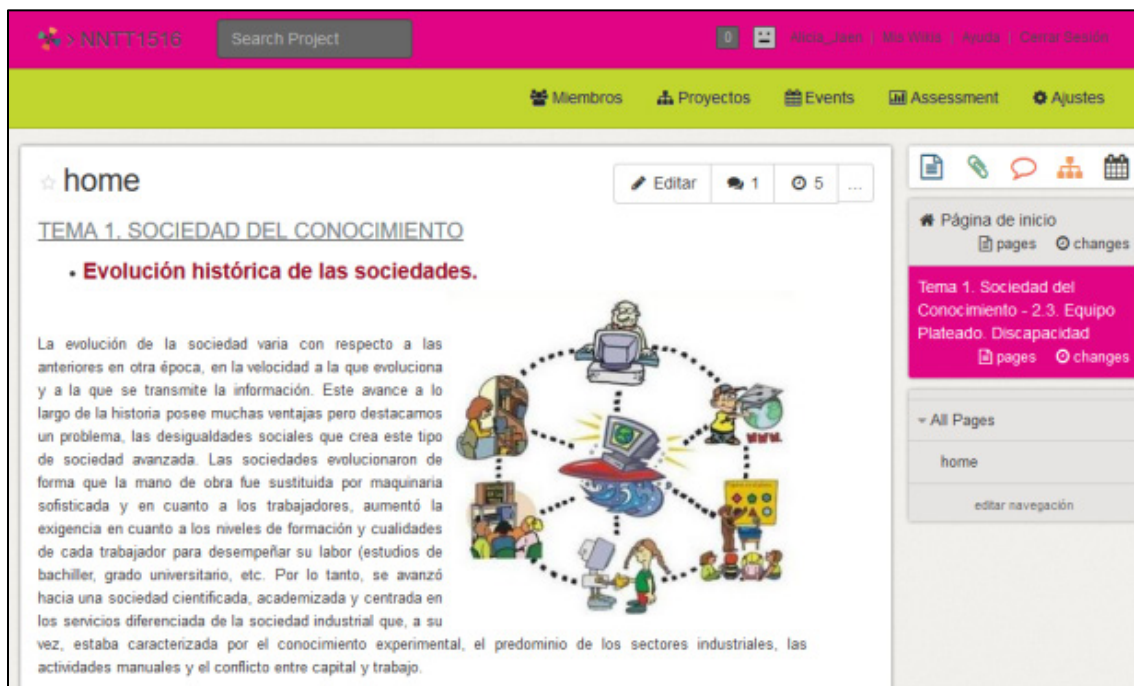 > NNTT1516
Search Project
0
Alicia_Jaen | Mis Wikis | Ayuda | Cerrar Sesión
Miembros Proyectos Events Assessment Ajustes
home
Editar 1 5 ...
TEMA 1. SOCIEDAD DEL CONOCIMIENTO
• Evolución histórica de las sociedades.
La evolución de la sociedad varia con respecto a las
anteriores en otra época, en la velocidad a la que evoluciona
y a la que se transmite la información. Este avance a lo
largo de la historia posee muchas ventajas pero destacamos
un problema, las desigualdades sociales que crea este tipo
de sociedad avanzada. Las sociedades evolucionaron de
forma que la mano de obra fue sustituida por maquinaria
sofisticada y en cuanto a los trabajadores, aumentó la
exigencia en cuanto a los niveles de formación y cualidades
de cada trabajador para desempeñar su labor (estudios de
bachiller, grado universitario, etc. Por lo tanto, se avanzó
hacia una sociedad cientificada, academizada y centrada en
los servicios diferenciada de la sociedad industrial que, a su
vez, estaba caracterizada por el conocimiento experimental, el predominio de los sectores industriales, las
actividades manuales y el conflicto entre capital y trabajo.
WWW.
Página de inicio
pages changes
Tema 1. Sociedad del
Conocimiento - 2.3. Equipo
Plateado. Discapacidad
pages changes
All Pages
home
editar navegación